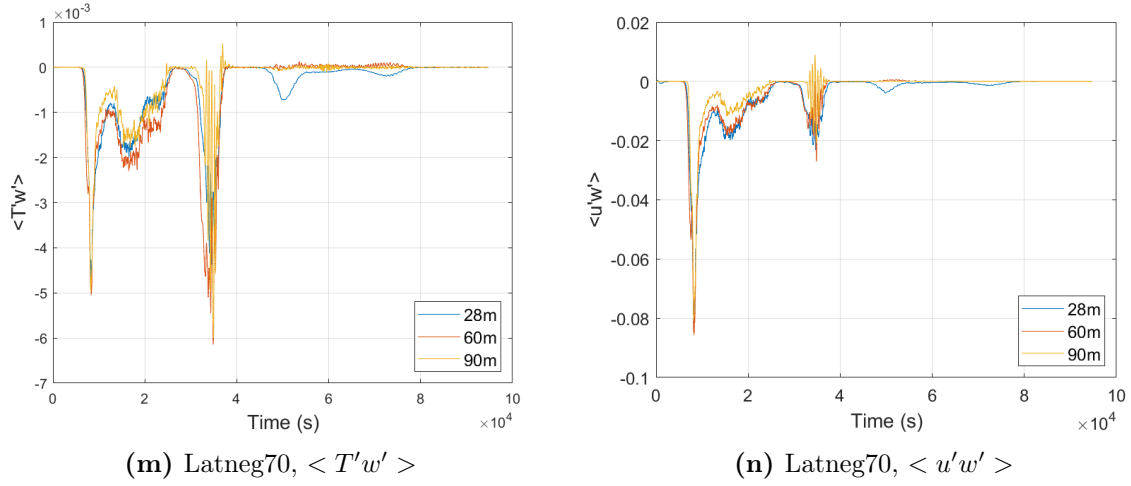 ×10⁻³
1
0
-1
-2
-3
-4
-5
-6
-7
<T'w'>
0 2 4 6 8 10
Time (s)
×10⁴
28m
60m
90m
(m) Latneg70, < T'w' >
0.02
0
-0.02
-0.04
-0.06
-0.08
-0.1
<u'w'>
0 2 4 6 8 10
Time (s)
×10⁴
28m
60m
90m
(n) Latneg70, < u'w' >